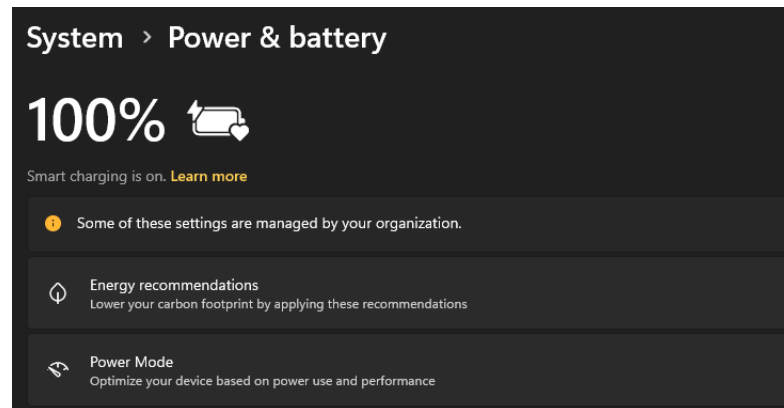 System > Power & battery
100%
Smart charging is on. Learn more
Some of these settings are managed by your organization.
Energy recommendations
Lower your carbon footprint by applying these recommendations
Power Mode
Optimize your device based on power use and performance